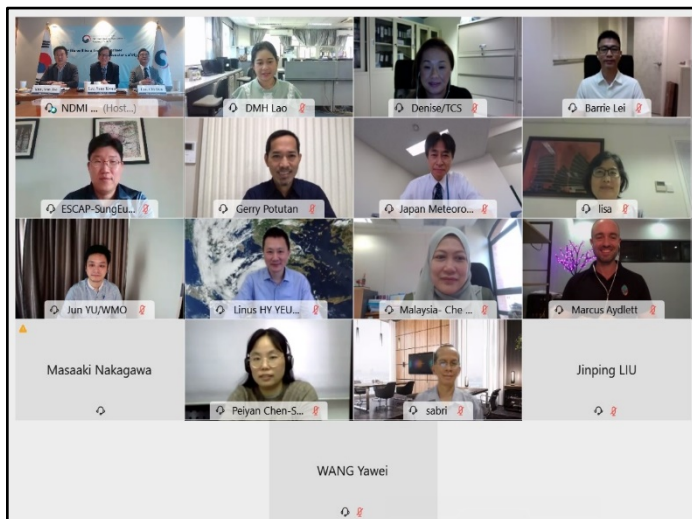 NDMI ... (Host...)
DMH Lao
Denise/TCS
Barrie Lei
ESCAP-SungEu...
Gerry Potutan
Japan Meteoro...
lisa
Jun YU/WMO
Linus HY YEU...
Malaysia- Che ...
Marcus Aydlett
Masaaki Nakagawa
Peiyan Chen-S...
sabri
Jinping LIU
WANG Yawei